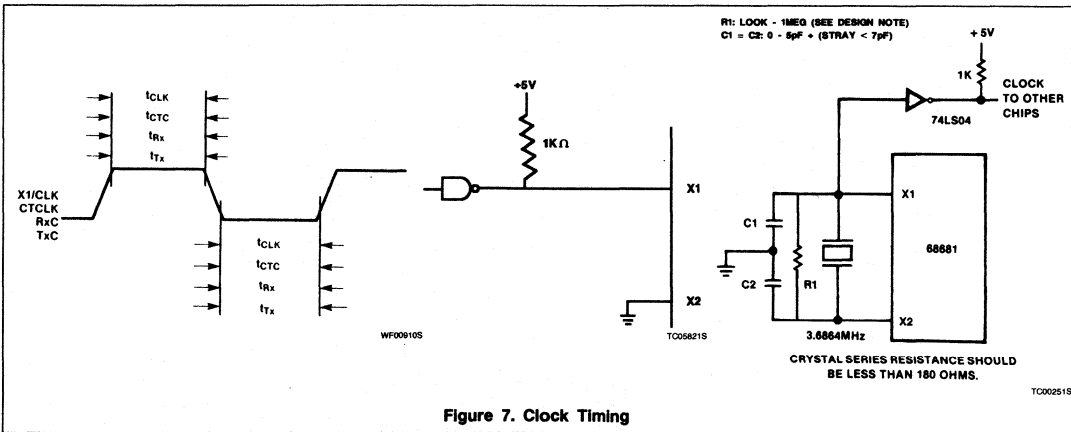 tCLK
tCTC
tRx
tTx
X1/CLK
CTCLK
RxC
TxC
tCLK
tCTC
tRx
tTx
WF00910S
+5V
1KΩ
X1
X2
TC05821S
R1: LOOK - 1MEG (SEE DESIGN NOTE)
C1 = C2: 0 - 5pF + (STRAY < 7pF)
+ 5V
1K
CLOCK
TO OTHER
CHIPS
74LS04
X1
C1
68681
C2
R1
X2
3.6864MHz
CRYSTAL SERIES RESISTANCE SHOULD
BE LESS THAN 180 OHMS.
TC00251S
Figure 7. Clock Timing